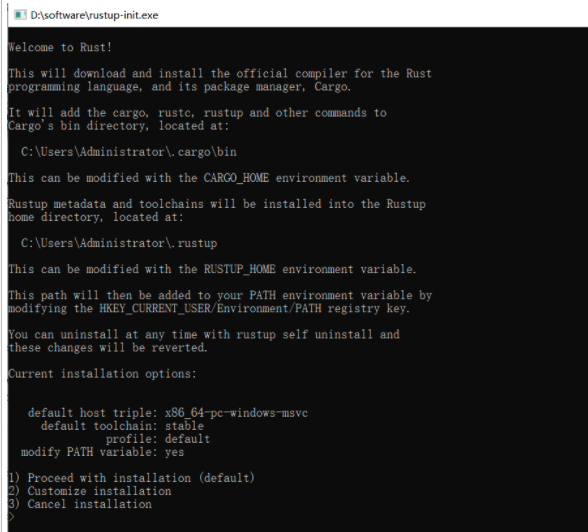 D:\software\rustup-init.exe
Welcome to Rust!
This will download and install the official compiler for the Rust
programming language, and its package manager, Cargo.
It will add the cargo, rustc, rustup and other commands to
Cargo's bin directory, located at:
C:\Users\Administrator\.cargo\bin
This can be modified with the CARGO_HOME environment variable.
Rustup metadata and toolchains will be installed into the Rustup
home directory, located at:
C:\Users\Administrator\.rustup
This can be modified with the RUSTUP_HOME environment variable.
This path will then be added to your PATH environment variable by
modifying the HKEY_CURRENT_USER/Environment/PATH registry key.
You can uninstall at any time with rustup self uninstall and
these changes will be reverted.
Current installation options:
default host triple: x86_64-pc-windows-msvc
default toolchain: stable
profile: default
modify PATH variable: yes
1) Proceed with installation (default)
2) Customize installation
3) Cancel installation
>